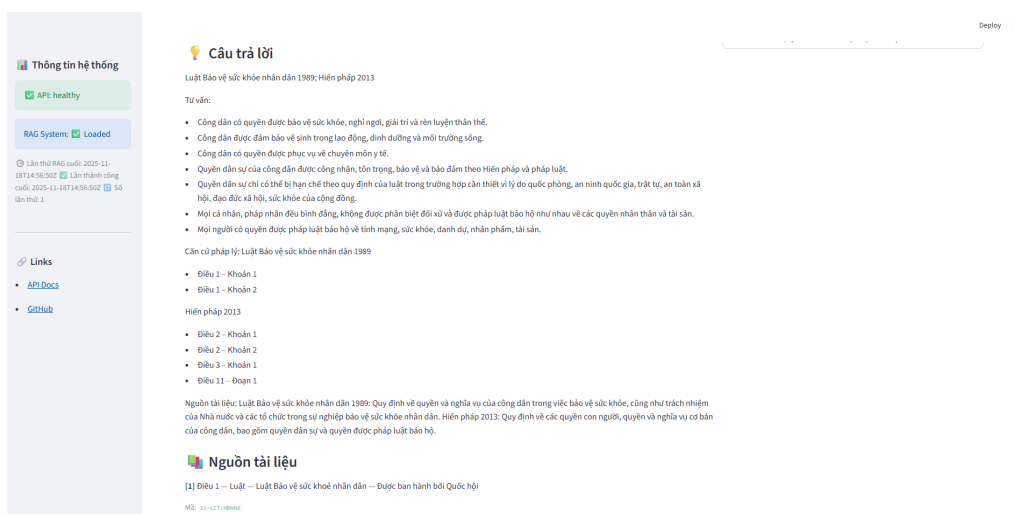 Deploy
📊 Thông tin hệ thống
✅ API: healthy
RAG System: ✅ Loaded
🕒 Lần thử RAG cuối: 2025-11-
18T14:56:50Z ✅ Lần thành công
cuối: 2025-11-18T14:56:50Z 🔄 Số
lần thử: 1
🔗 Links
• API Docs
• GitHub
💡 Câu trả lời
Luật Bảo vệ sức khỏe nhân dân 1989; Hiến pháp 2013
Tư vấn:
• Công dân có quyền được bảo vệ sức khỏe, nghỉ ngơi, giải trí và rèn luyện thân thể.
• Công dân được đảm bảo vệ sinh trong lao động, dinh dưỡng và môi trường sống.
• Công dân có quyền được phục vụ về chuyên môn y tế.
• Quyền dân sự của công dân được công nhận, tôn trọng, bảo vệ và bảo đảm theo Hiến pháp và pháp luật.
• Quyền dân sự chỉ có thể bị hạn chế theo quy định của luật trong trường hợp cần thiết vì lý do quốc phòng, an ninh quốc gia, trật tự, an toàn xã
hội, đạo đức xã hội, sức khỏe của cộng đồng.
• Mọi cá nhân, pháp nhân đều bình đẳng, không được phân biệt đối xử và được pháp luật bảo hộ như nhau về các quyền nhân thân và tài sản.
• Mọi người có quyền được pháp luật bảo hộ về tính mạng, sức khỏe, danh dự, nhân phẩm, tài sản.
Căn cứ pháp lý: Luật Bảo vệ sức khỏe nhân dân 1989
• Điều 1 – Khoản 1
• Điều 1 – Khoản 2
Hiến pháp 2013
• Điều 2 – Khoản 1
• Điều 2 – Khoản 2
• Điều 3 – Khoản 1
• Điều 11 – Đoạn 1
Nguồn tài liệu: Luật Bảo vệ sức khỏe nhân dân 1989: Quy định về quyền và nghĩa vụ của công dân trong việc bảo vệ sức khỏe, cũng như trách nhiệm
của Nhà nước và các tổ chức trong sự nghiệp bảo vệ sức khỏe nhân dân. Hiến pháp 2013: Quy định về các quyền con người, quyền và nghĩa vụ cơ bản
của công dân, bao gồm quyền dân sự và quyền được pháp luật bảo hộ.
📚 Nguồn tài liệu
[1] Điều 1 — Luật — Luật Bảo vệ sức khoẻ nhân dân — Được ban hành bởi Quốc hội
Mã: 21-LCT/HĐNN8